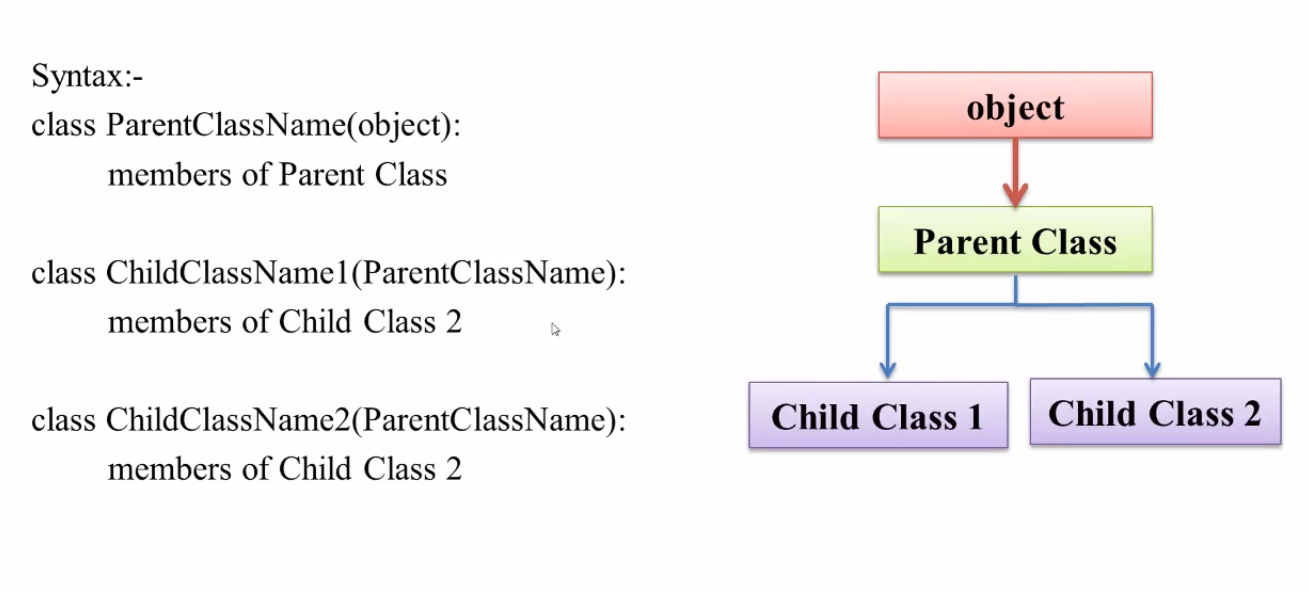 Syntax:-
class ParentClassName(object):
members of Parent Class
class ChildClassName1(ParentClassName):
members of Child Class 2
class ChildClassName2(ParentClassName):
members of Child Class 2
object
Parent Class
Child Class 1
Child Class 2